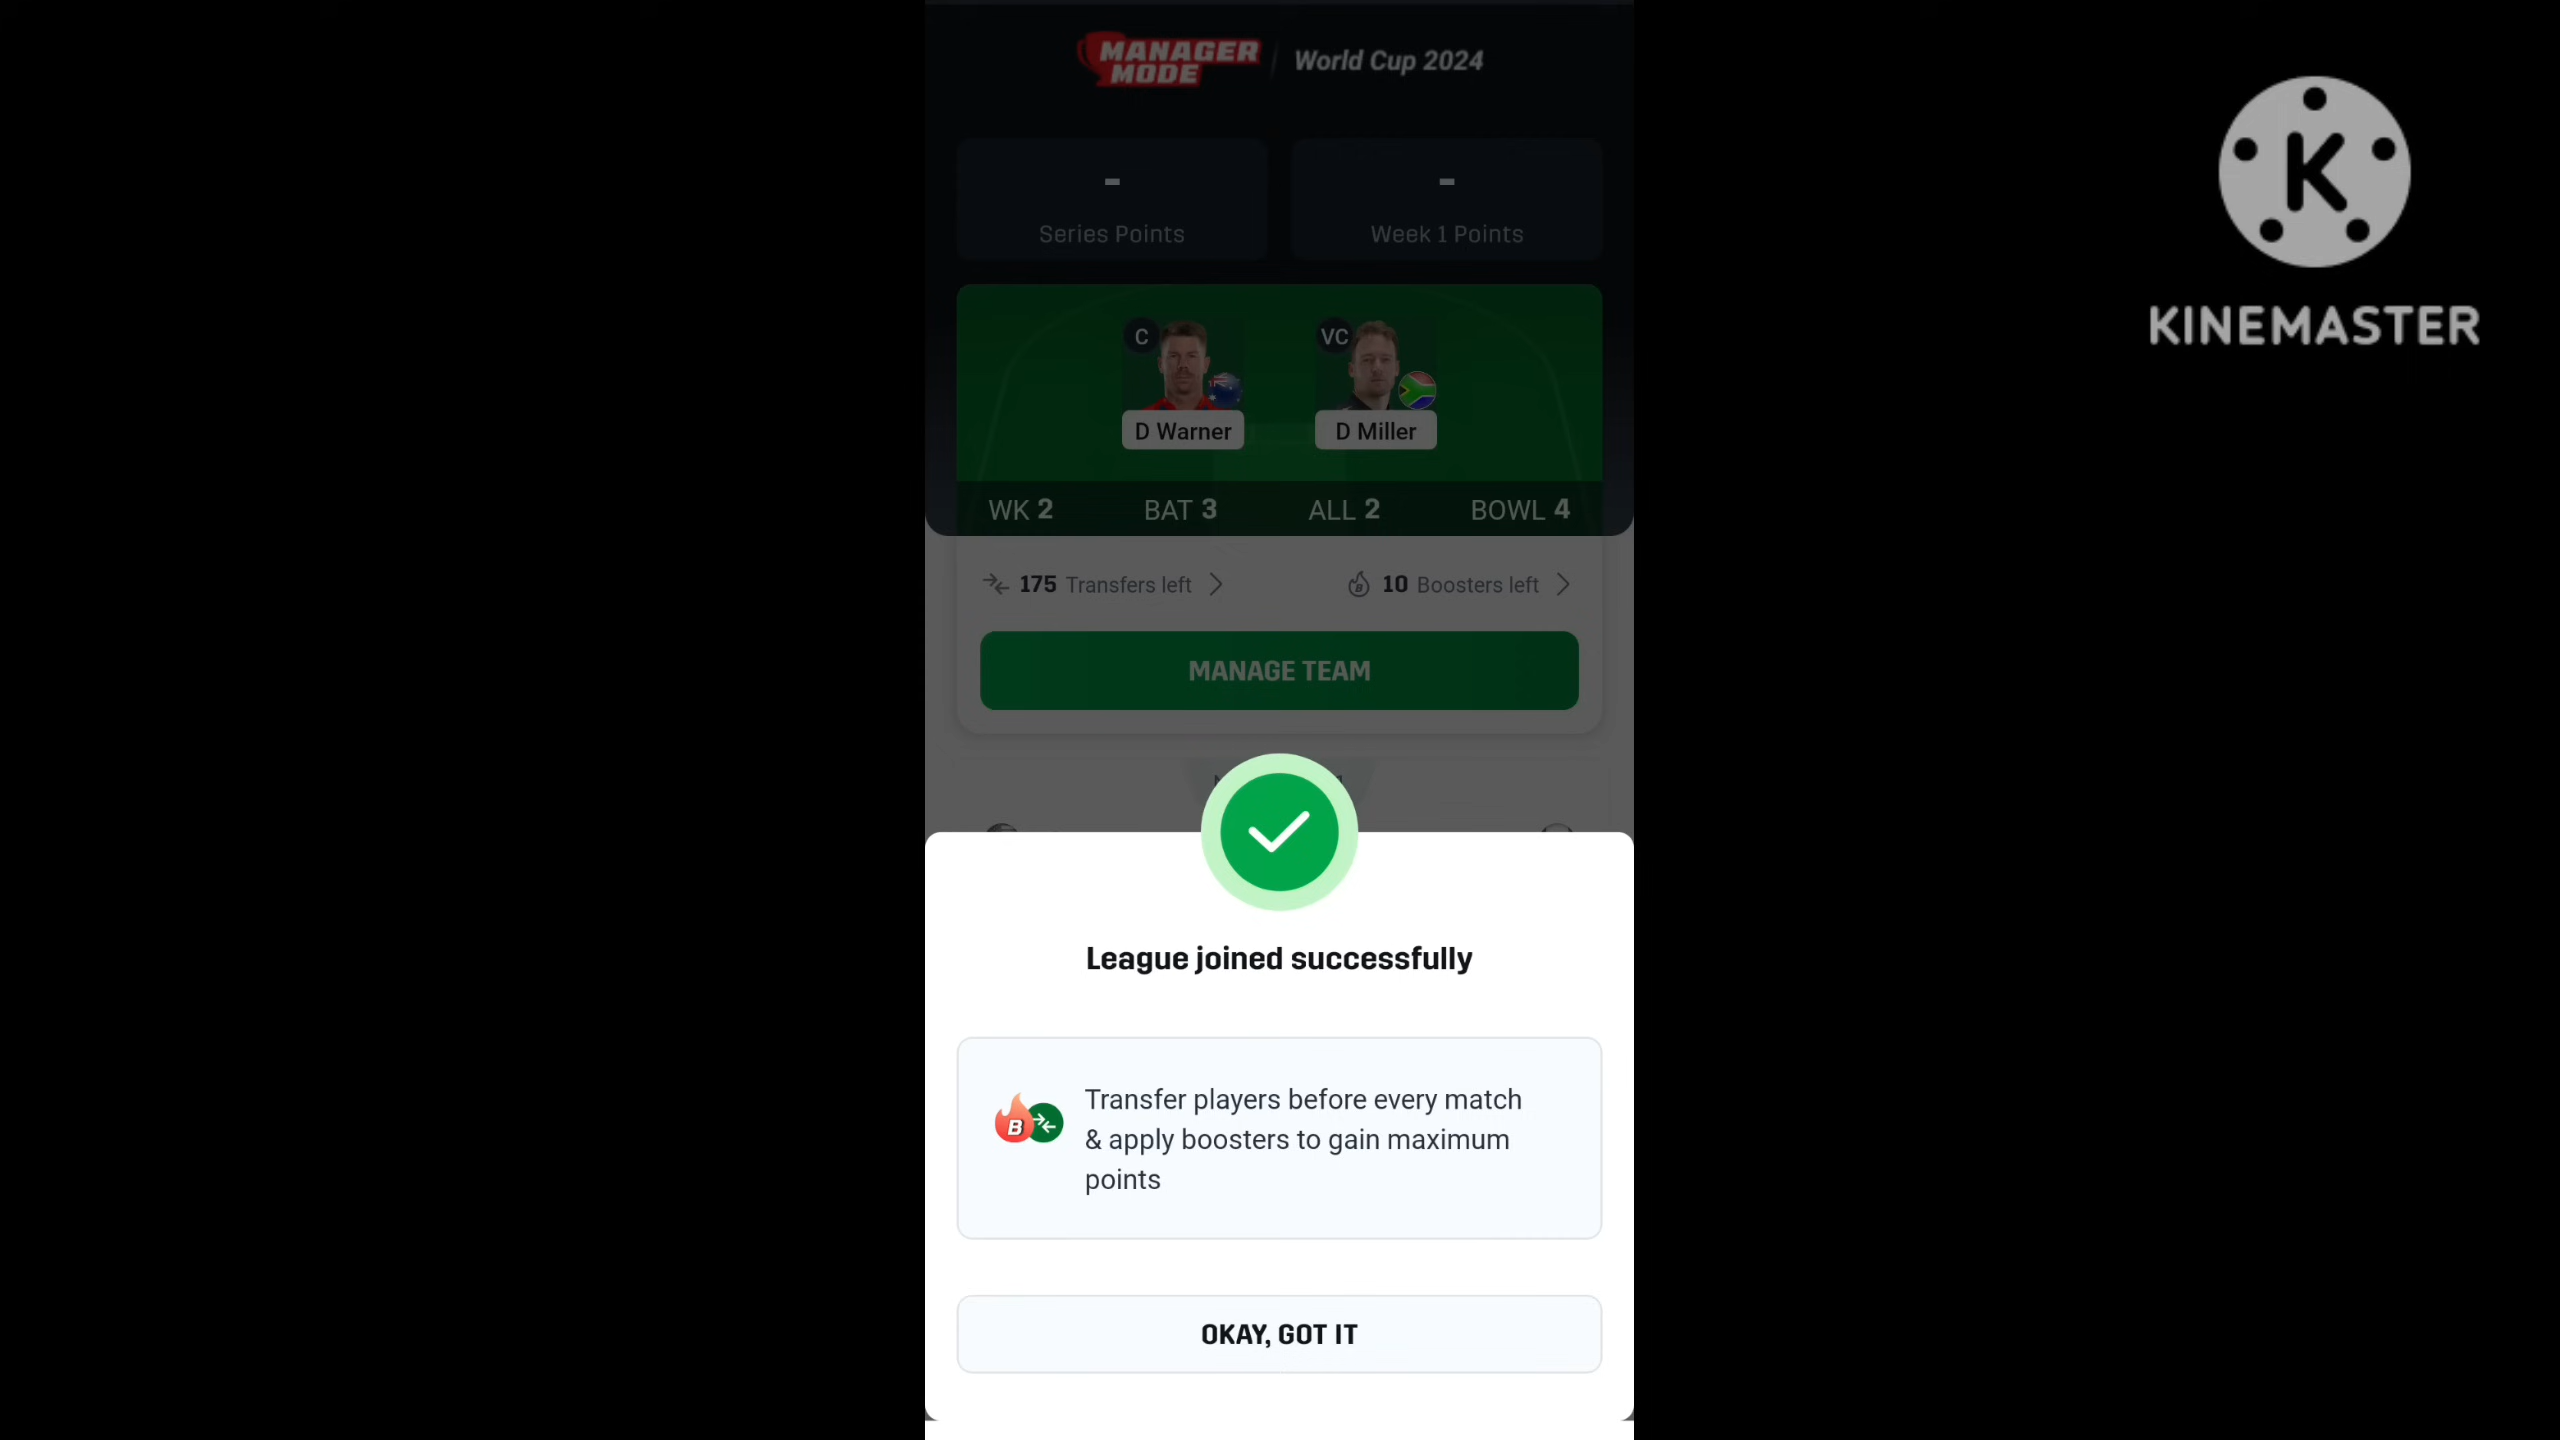 MANAGER
MODE
World Cup 2024
-
-
Series Points
Week 1 Points
C
VC
D Warner
D Miller
WK 2
BAT 3
ALL 2
BOWL 4
175 Transfers left
B
10 Boosters left
MANAGE TEAM
League joined successfully
B
Transfer players before every match
& apply boosters to gain maximum
points
OKAY, GOT IT
K
KINEMASTER